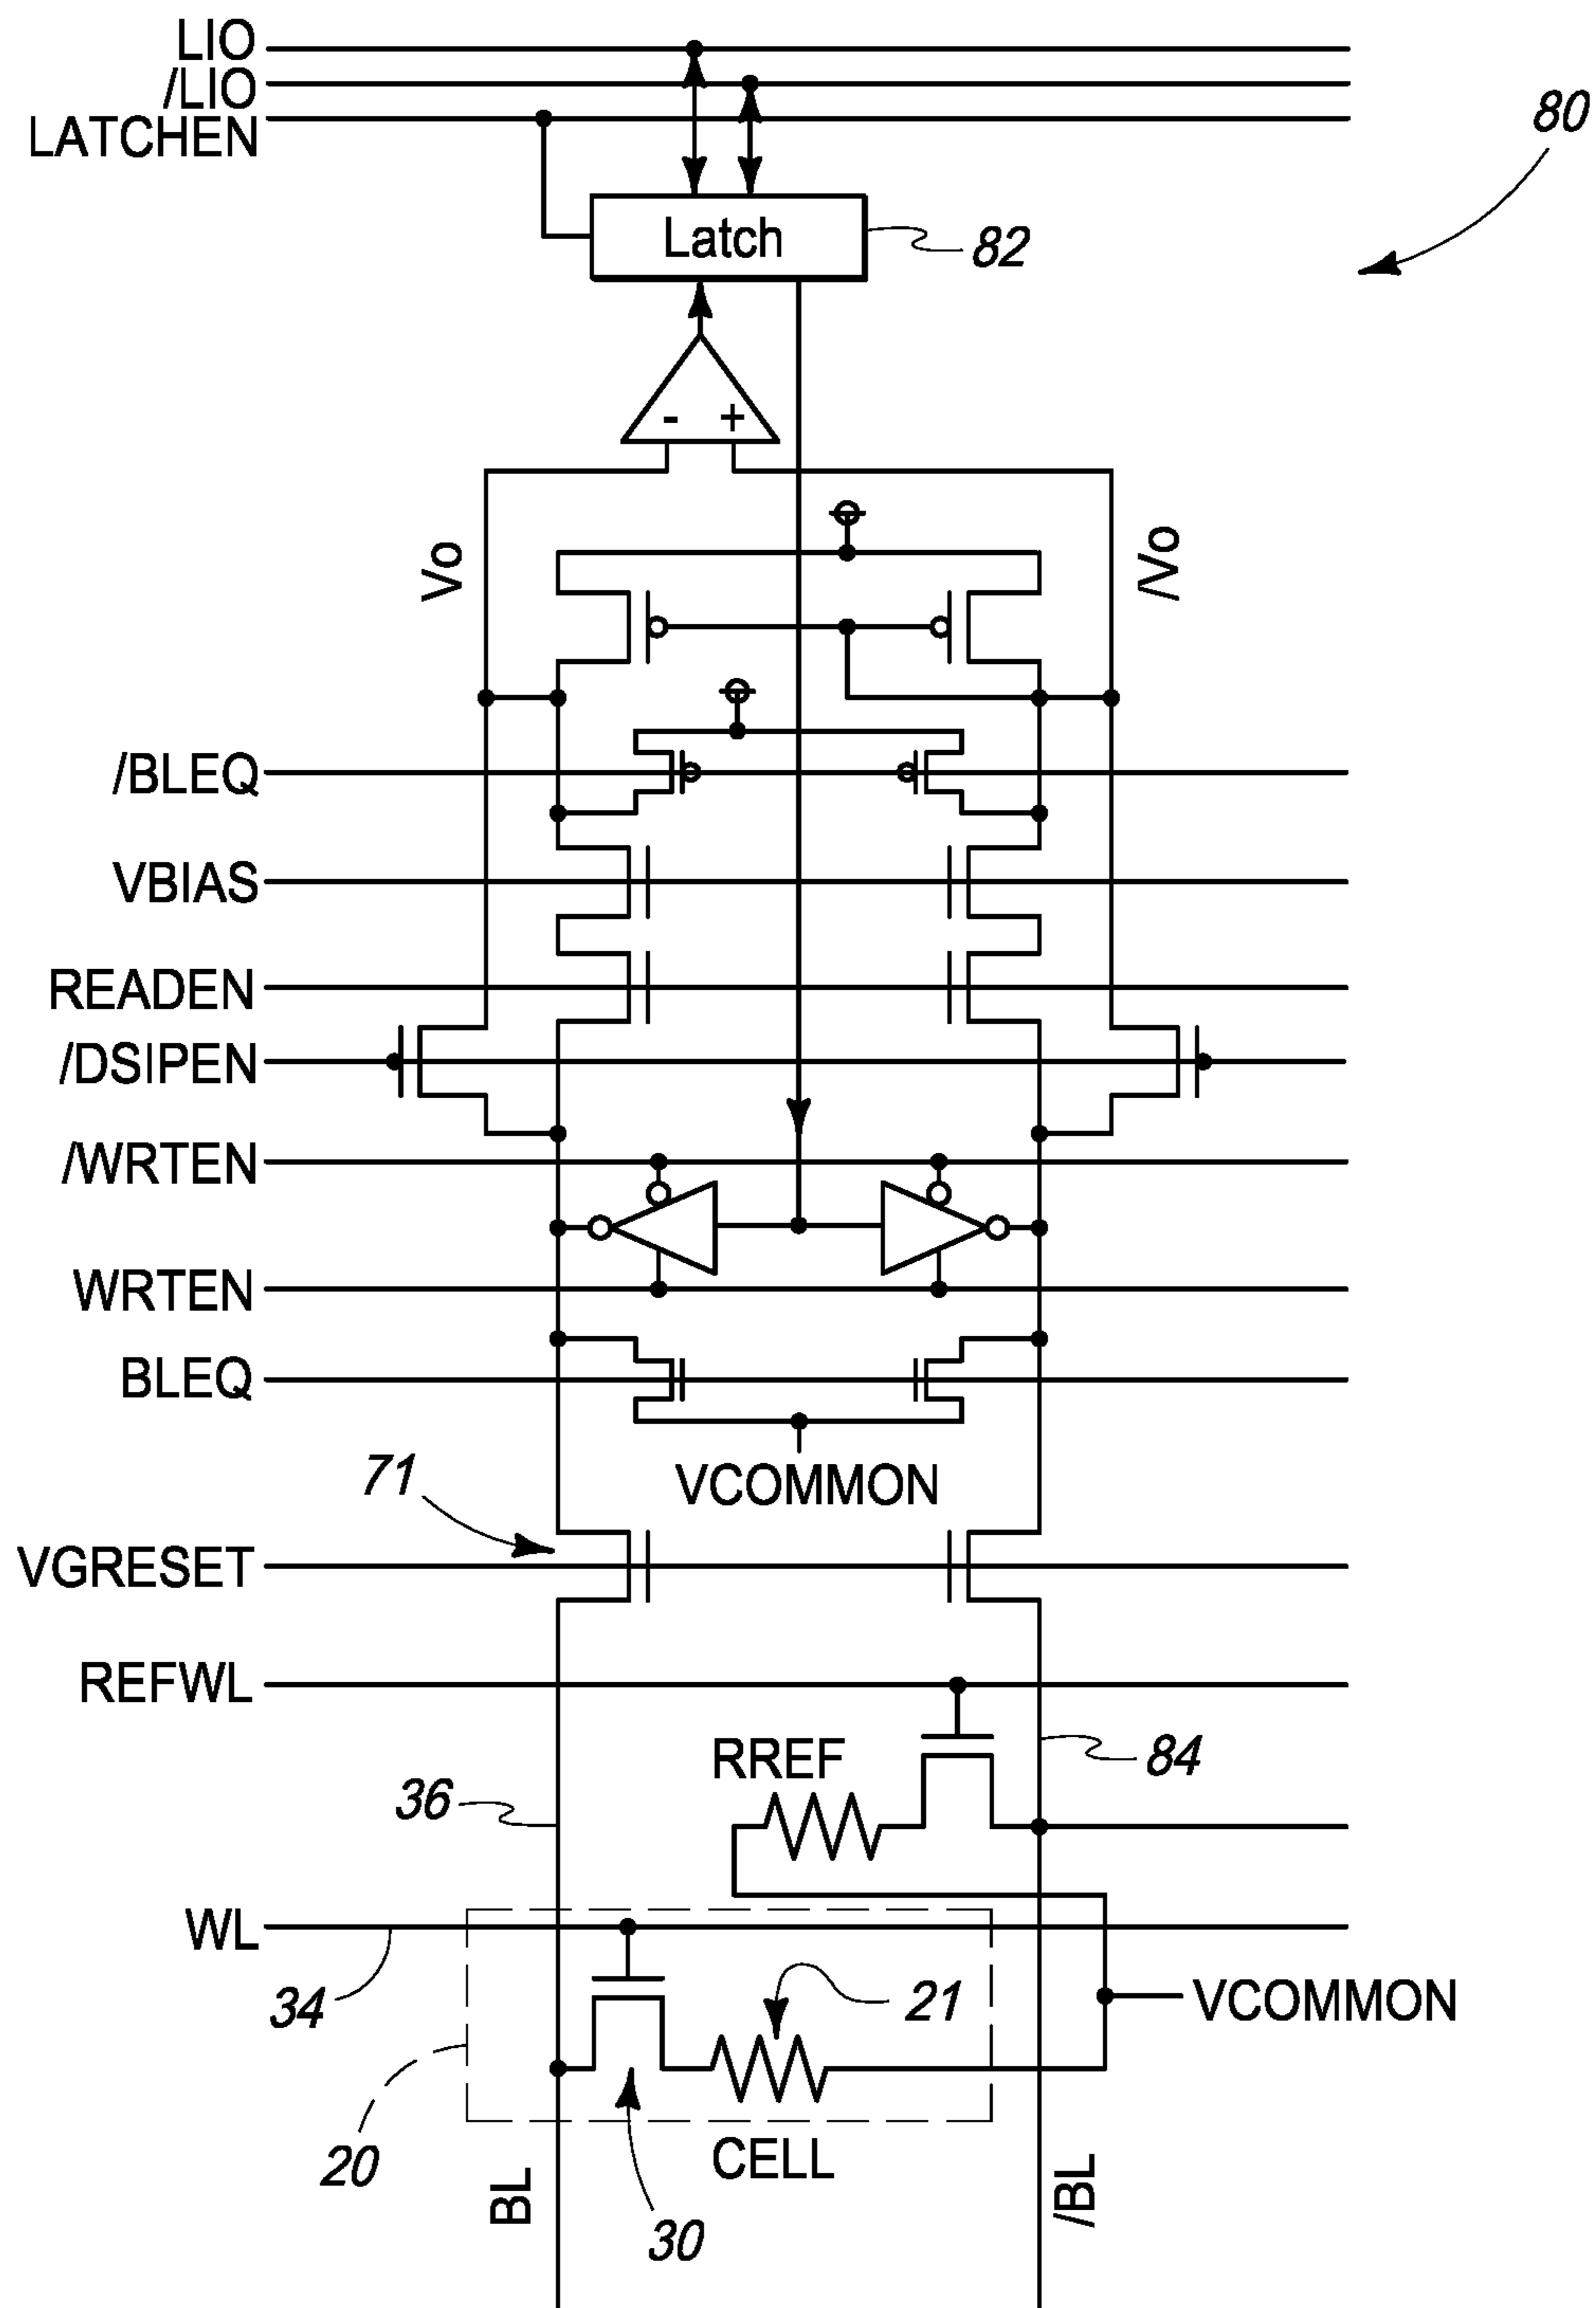 LIO
/LIO
LATCHEN
80
Latch
82
- +
Vo
/Vo
/BLEQ
VBIAS
READEN
/DSIPEN
/WRTEN
WRTEN
BLEQ
71
VCOMMON
VGRESET
REFWL
RREF
84
36
WL
34
21
VCOMMON
20
CELL
BL
/BL
30